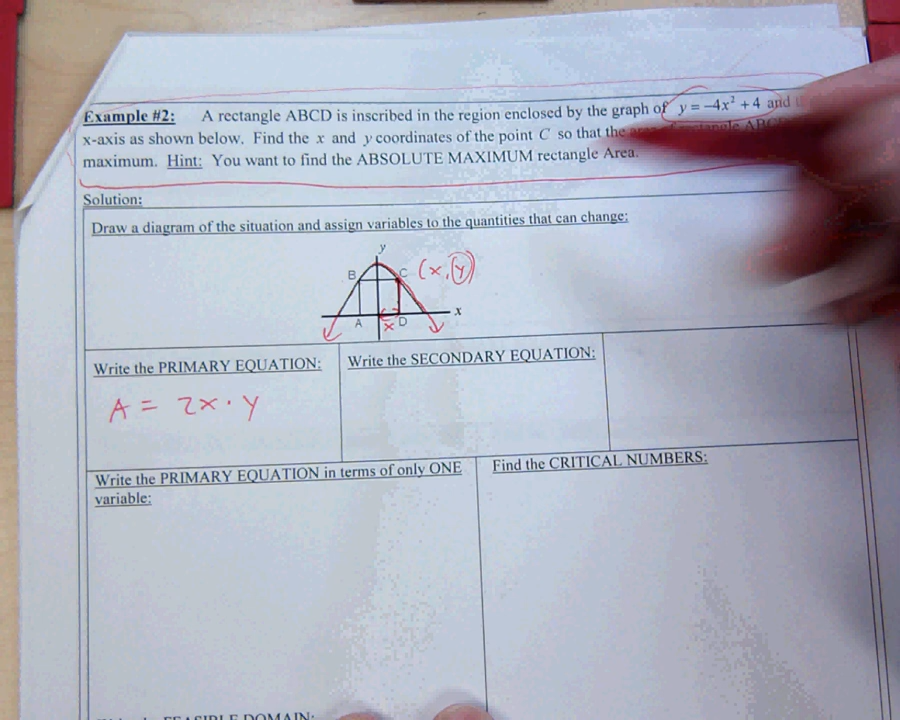 Example #2: A rectangle ABCD is inscribed in the region enclosed by the graph of y = -4x² + 4 and
x-axis as shown below. Find the x and y coordinates of the point C so that the
maximum. Hint: You want to find the ABSOLUTE MAXIMUM rectangle Area.
Solution:
Draw a diagram of the situation and assign variables to the quantities that can change:
y
B C (x, y)
x
A x D
Write the PRIMARY EQUATION: Write the SECONDARY EQUATION:
A = 2x · y
Write the PRIMARY EQUATION in terms of only ONE Find the CRITICAL NUMBERS:
variable:
FEASIBLE DOMAIN: